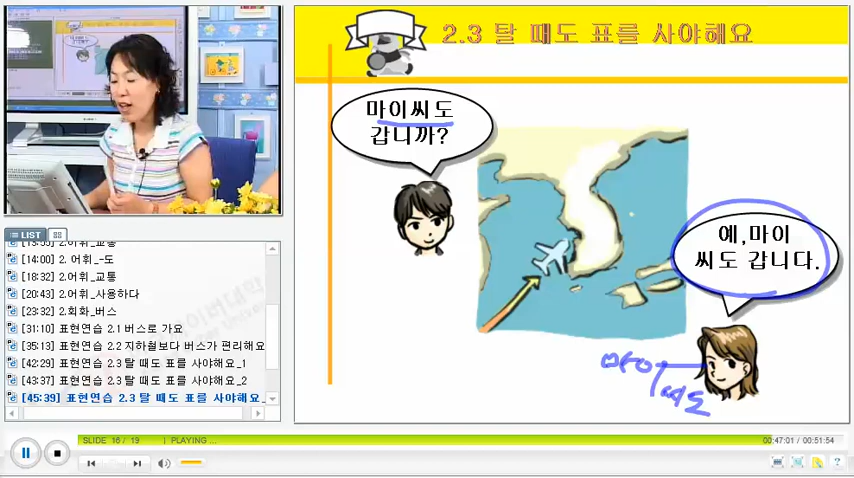 2.3 탈 때도 표를 사야해요
마이씨도
갑니까?
예,마이
씨도 갑니다.
마이씨도
LIST
[14:00] 2. 어휘_-도
[18:32] 2.어휘_교통
[20:43] 2.어휘_사용하다
[23:32] 2.회화_버스
[31:10] 표현연습 2.1 버스로 가요
[35:13] 표현연습 2.2 지하철보다 버스가 편리해요
[42:29] 표현연습 2.3 탈 때도 표를 사야해요_1
[43:37] 표현연습 2.3 탈 때도 표를 사야해요_2
[45:39] 표현연습 2.3 탈 때도 표를 사야해요_
SLIDE 16 / 19 | PLAYING ...
00:47:01 / 00:51:54